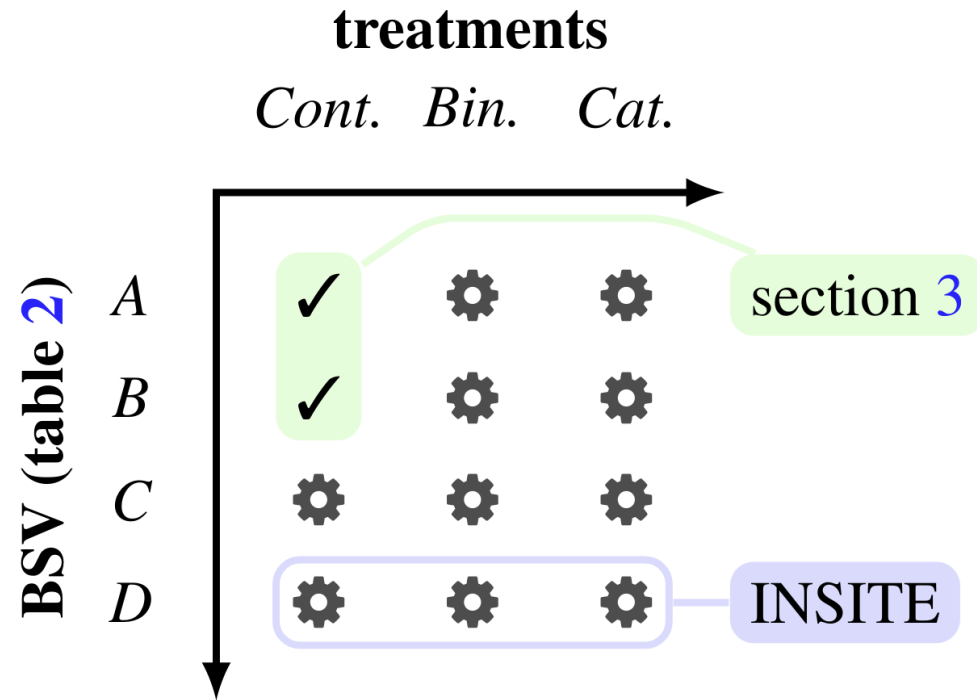 treatments
Cont. Bin. Cat.
BSV (table 2)
A ✓
section 3
B ✓
C
D
INSITE